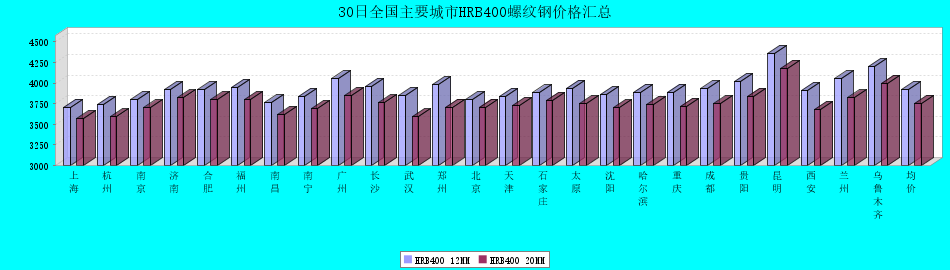 30日全国主要城市HRB400螺纹钢价格汇总
4500
4250
4000
3750
3500
3250
3000
上海 杭州 南京 济南 合肥 福州 南昌 南宁 广州 长沙 武汉 郑州 北京 天津 石家庄 太原 沈阳 哈尔滨 重庆 成都 贵阳 昆明 西安 兰州 乌鲁木齐 均价
HRB400 12MM HRB400 20MM